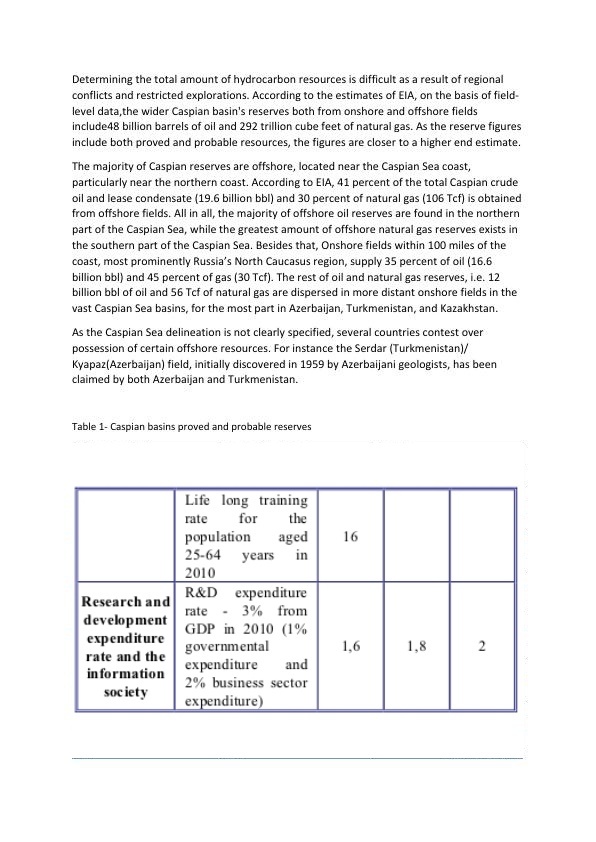 Determining the total amount of hydrocarbon resources is difficult as a result of regional
conflicts and restricted explorations. According to the estimates of EIA, on the basis of field-
level data,the wider Caspian basin's reserves both from onshore and offshore fields
include48 billion barrels of oil and 292 trillion cube feet of natural gas. As the reserve figures
include both proved and probable resources, the figures are closer to a higher end estimate.
The majority of Caspian reserves are offshore, located near the Caspian Sea coast,
particularly near the northern coast. According to EIA, 41 percent of the total Caspian crude
oil and lease condensate (19.6 billion bbl) and 30 percent of natural gas (106 Tcf) is obtained
from offshore fields. All in all, the majority of offshore oil reserves are found in the northern
part of the Caspian Sea, while the greatest amount of offshore natural gas reserves exists in
the southern part of the Caspian Sea. Besides that, Onshore fields within 100 miles of the
coast, most prominently Russia's North Caucasus region, supply 35 percent of oil (16.6
billion bbl) and 45 percent of gas (30 Tcf). The rest of oil and natural gas reserves, i.e. 12
billion bbl of oil and 56 Tcf of natural gas are dispersed in more distant onshore fields in the
vast Caspian Sea basins, for the most part in Azerbaijan, Turkmenistan, and Kazakhstan.
As the Caspian Sea delineation is not clearly specified, several countries contest over
possession of certain offshore resources. For instance the Serdar (Turkmenistan)/
Kyapaz(Azerbaijan) field, initially discovered in 1959 by Azerbaijani geologists, has been
claimed by both Azerbaijan and Turkmenistan.
Table 1- Caspian basins proved and probable reserves
Life long training
rate for the
population aged
25-64 years in
2010
16
Research and
development
expenditure
rate and the
information
society
R&D expenditure
rate - 3% from
GDP in 2010 (1%
governmental
expenditure and
2% business sector
expenditure)
1,6
1,8
2